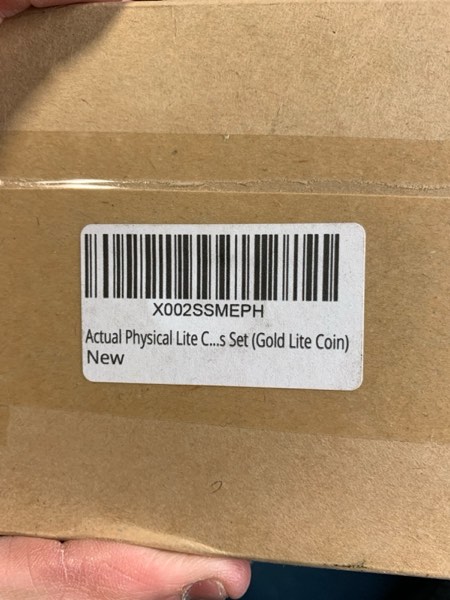 X002SSMEPH
Actual Physical Lite C...s Set (Gold Lite Coin)
New